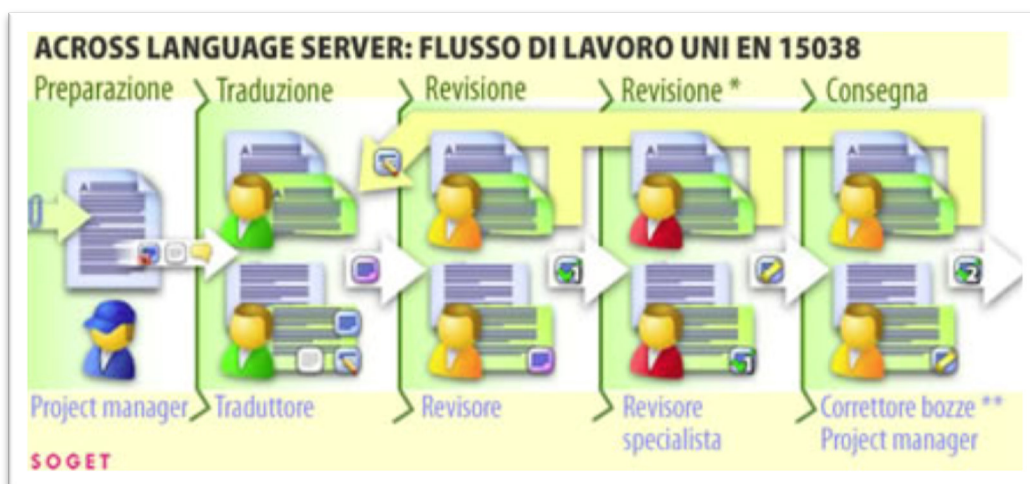 ACROSS LANGUAGE SERVER: FLUSSO DI LAVORO UNI EN 15038
Preparazione
Traduzione
Revisione
Revisione *
Consegna
Project manager
Traduttore
Revisore
Revisore
specialista
Correttore bozze **
Project manager
SOGET